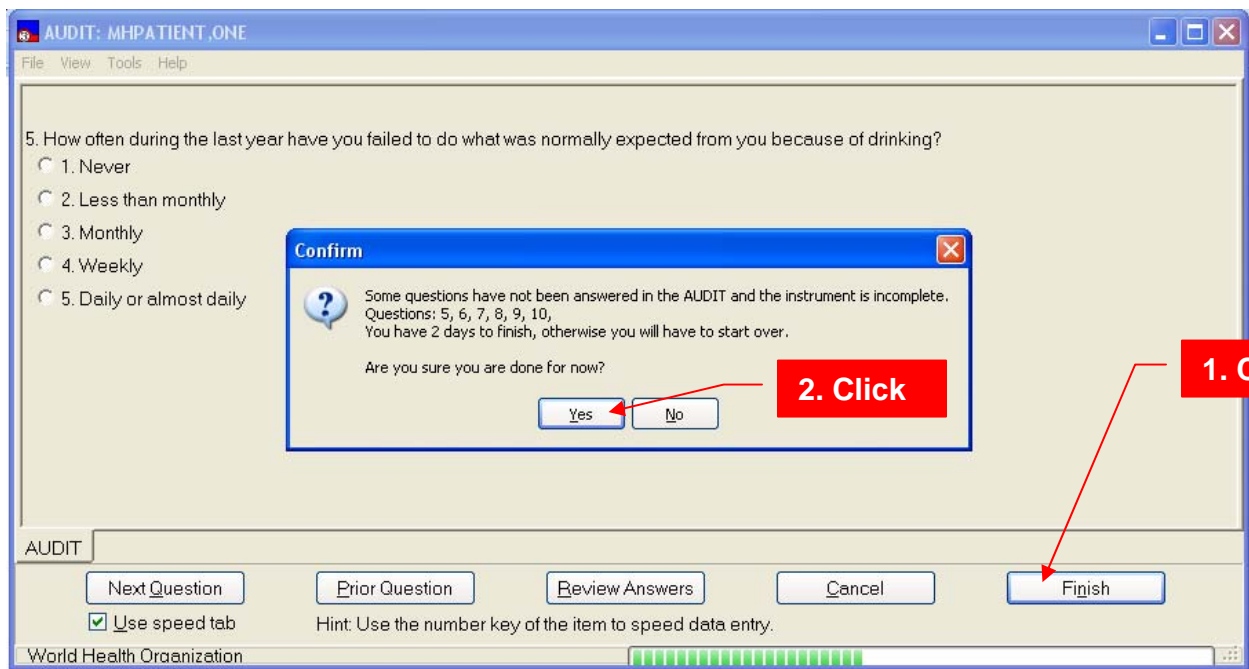 AUDIT: MHPATIENT,ONE
File View Tools Help
5. How often during the last year have you failed to do what was normally expected from you because of drinking?
1. Never
2. Less than monthly
3. Monthly
4. Weekly
5. Daily or almost daily
Confirm
Some questions have not been answered in the AUDIT and the instrument is incomplete.
Questions: 5, 6, 7, 8, 9, 10,
You have 2 days to finish, otherwise you will have to start over.
Are you sure you are done for now?
Yes No
2. Click
1. C
AUDIT
Next Question Prior Question Review Answers Cancel Finish
Use speed tab Hint: Use the number key of the item to speed data entry.
World Health Organization